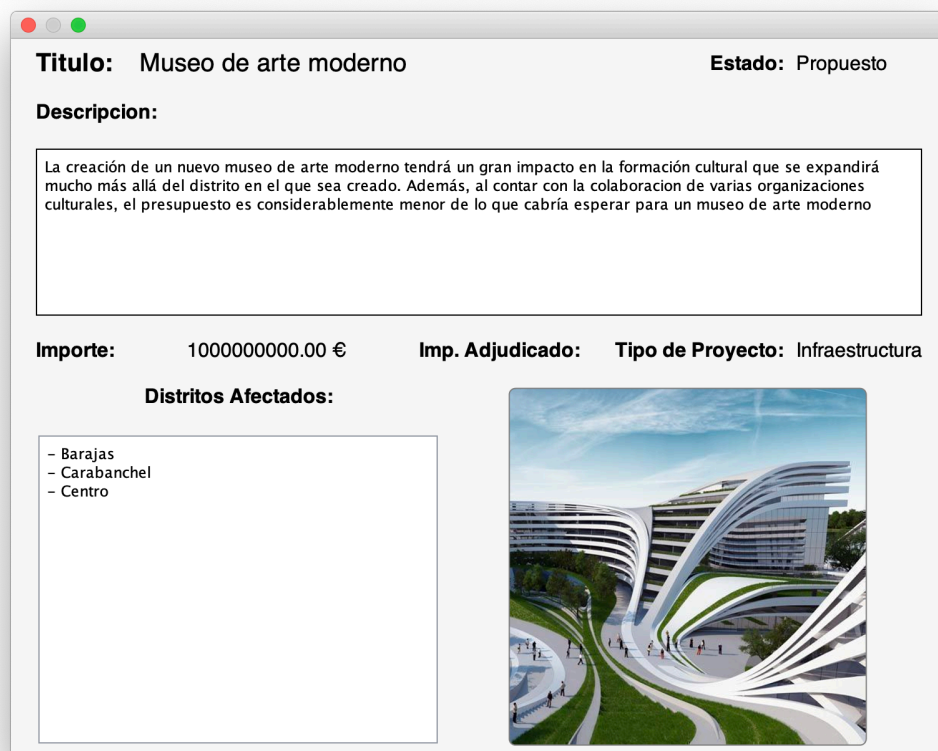 Titulo: Museo de arte moderno
Estado: Propuesto
Descripcion:
La creación de un nuevo museo de arte moderno tendrá un gran impacto en la formación cultural que se expandirá
mucho más allá del distrito en el que sea creado. Además, al contar con la colaboracion de varias organizaciones
culturales, el presupuesto es considerablemente menor de lo que cabría esperar para un museo de arte moderno
Importe: 1000000000.00 €
Imp. Adjudicado:
Tipo de Proyecto: Infraestructura
Distritos Afectados:
– Barajas
– Carabanchel
– Centro